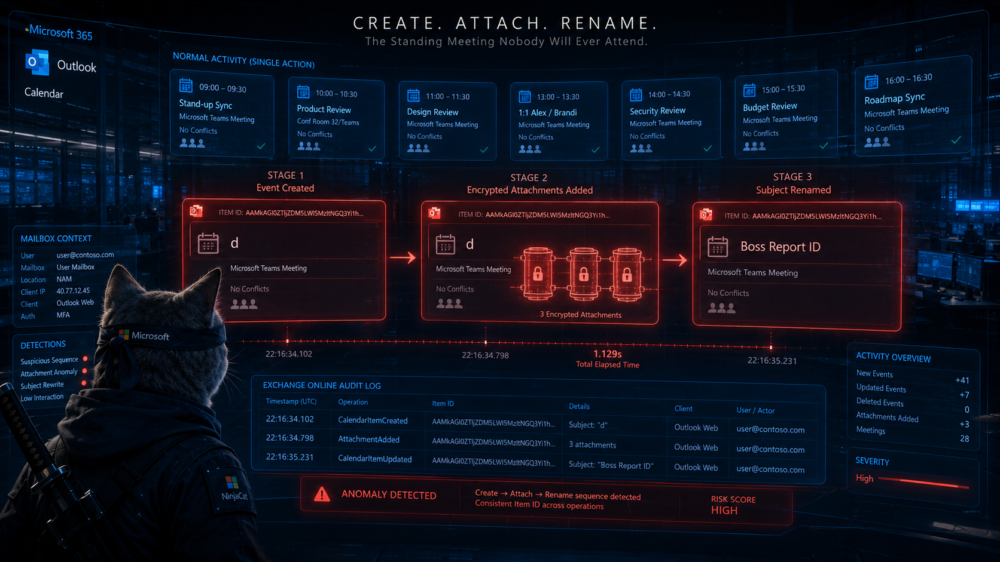 CREATE. ATTACH. RENAME.
The Standing Meeting Nobody Will Ever Attend.
Microsoft 365
Outlook
Calendar
NORMAL ACTIVITY (SINGLE ACTION)
09:00 – 09:30
Stand-up Sync
Microsoft Teams Meeting
No Conflicts
10:00 – 10:30
Product Review
Conf Room 32/Teams
No Conflicts
11:00 – 11:30
Design Review
Microsoft Teams Meeting
No Conflicts
13:00 – 13:30
1:1 Alex / Brandi
Microsoft Teams Meeting
No Conflicts
14:00 – 14:30
Security Review
Microsoft Teams Meeting
No Conflicts
15:00 – 15:30
Budget Review
Microsoft Teams Meeting
No Conflicts
16:00 – 16:30
Roadmap Sync
Microsoft Teams Meeting
No Conflicts
STAGE 1
Event Created
ITEM ID: AAMkAGI0ZTIjZDM5LWI5MzItNGQ3Yi1h...
d
Microsoft Teams Meeting
No Conflicts
STAGE 2
Encrypted Attachments Added
ITEM ID: AAMkAGI0ZTIjZDM5LWI5MzItNGQ3Yi1h...
d
Microsoft Teams Meeting
No Conflicts
3 Encrypted Attachments
STAGE 3
Subject Renamed
ITEM ID: AAMkAGI0ZTIjZDM5LWI5MzItNGQ3Yi1h...
Boss Report ID
Microsoft Teams Meeting
No Conflicts
22:16:34.102
22:16:34.798
1.129s
Total Elapsed Time
22:16:35.231
MAILBOX CONTEXT
User user@contoso.com
Mailbox User Mailbox
Location NAM
Client IP 40.77.12.45
Client Outlook Web
Auth MFA
DETECTIONS
Suspicious Sequence
Attachment Anomaly
Subject Rewrite
Low Interaction
Microsoft
NinjaCat
EXCHANGE ONLINE AUDIT LOG
Timestamp (UTC) Operation Item ID Details Client User / Actor
22:16:34.102 CalendarItemCreated AAMkAGI0ZTIjZDM5LWI5MzItNGQ3Yi1h... Subject: "d" Outlook Web user@contoso.com
22:16:34.798 AttachmentAdded AAMkAGI0ZTIjZDM5LWI5MzItNGQ3Yi1h... 3 attachments Outlook Web user@contoso.com
22:16:35.231 CalendarItemUpdated AAMkAGI0ZTIjZDM5LWI5MzItNGQ3Yi1h... Subject: "Boss Report ID" Outlook Web user@contoso.com
ANOMALY DETECTED
Create → Attach → Rename sequence detected
Consistent Item ID across operations
RISK SCORE
HIGH
ACTIVITY OVERVIEW
New Events +41
Updated Events +7
Deleted Events 0
Attachments Added +3
Meetings 28
SEVERITY
High